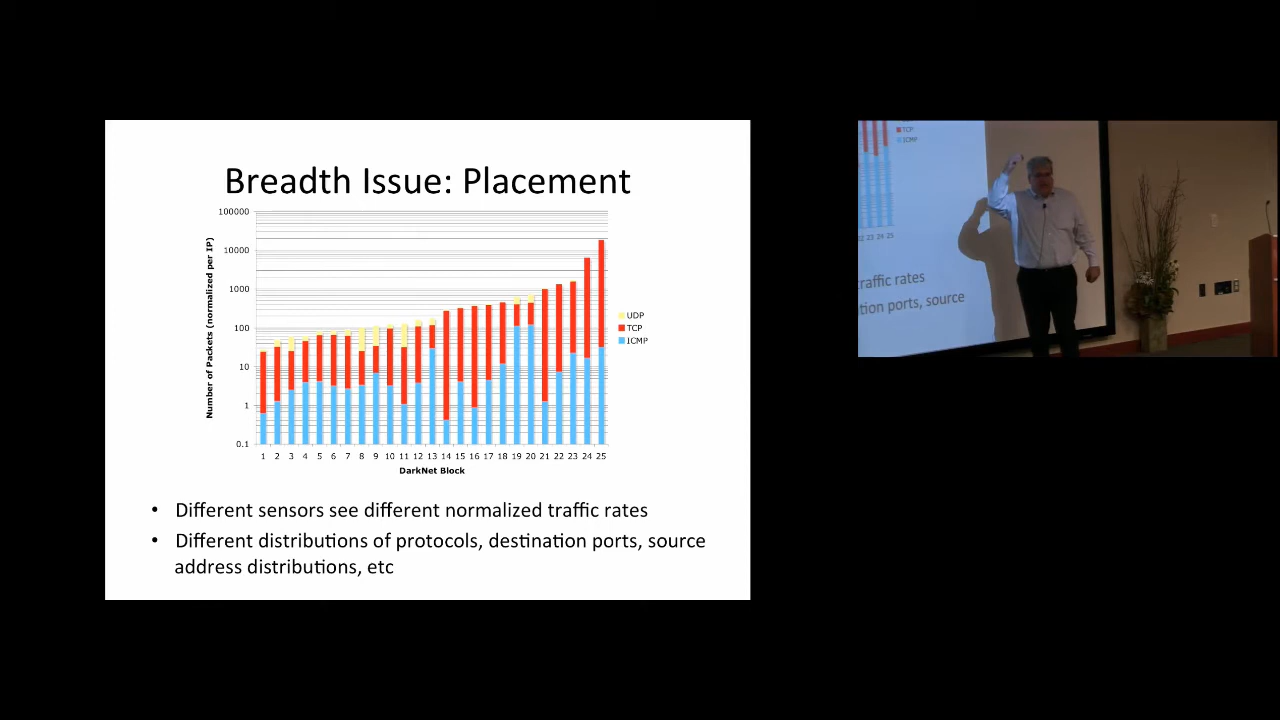 Breadth Issue: Placement
100000
10000
1000
100
10
1
0.1
Number of Packets (normalized per IP)
UDP
TCP
ICMP
1 2 3 4 5 6 7 8 9 10 11 12 13 14 15 16 17 18 19 20 21 22 23 24 25
DarkNet Block
• Different sensors see different normalized traffic rates
• Different distributions of protocols, destination ports, source
address distributions, etc
TCP
ICMP
23 24 25
raffic rates
tion ports, source